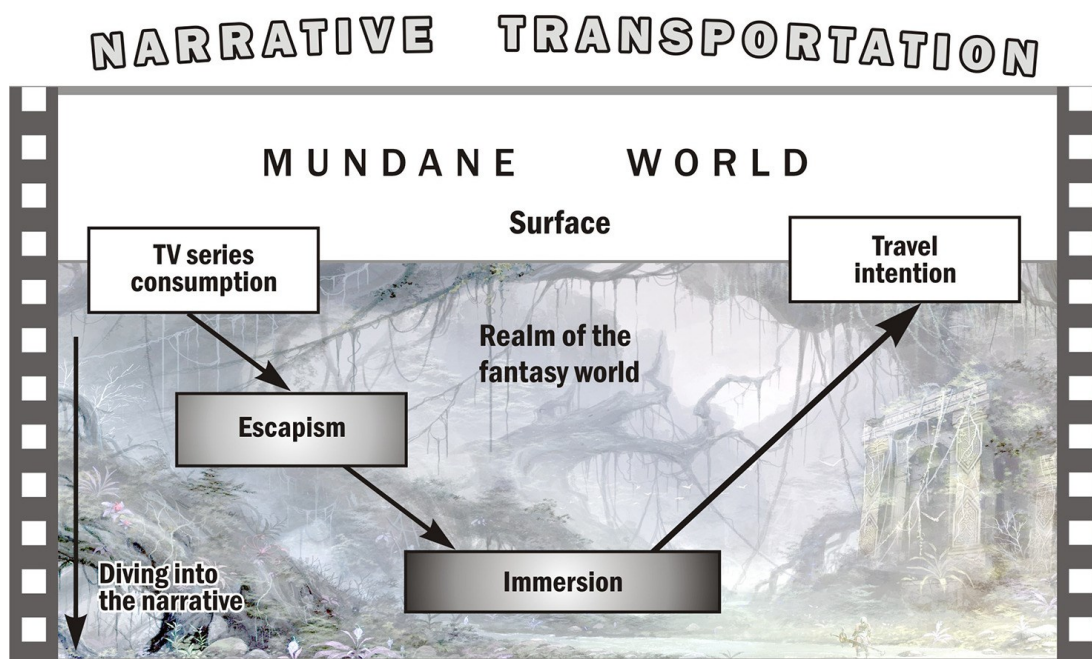 NARRATIVE TRANSPORTATION
MUNDANE WORLD
Surface
TV series
consumption
Travel
intention
Realm of the
fantasy world
Escapism
Immersion
Diving into
the narrative